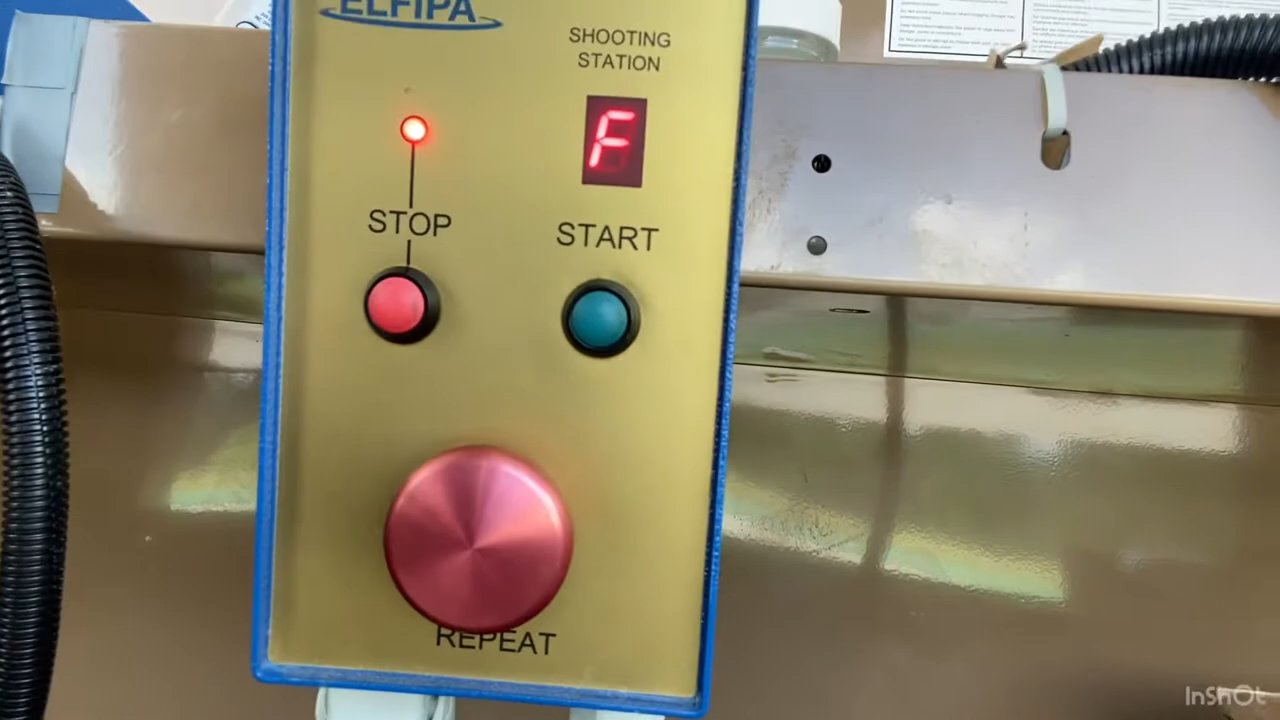 ELFIPA
SHOOTING
STATION
F
STOP
START
REPEAT
InShOt